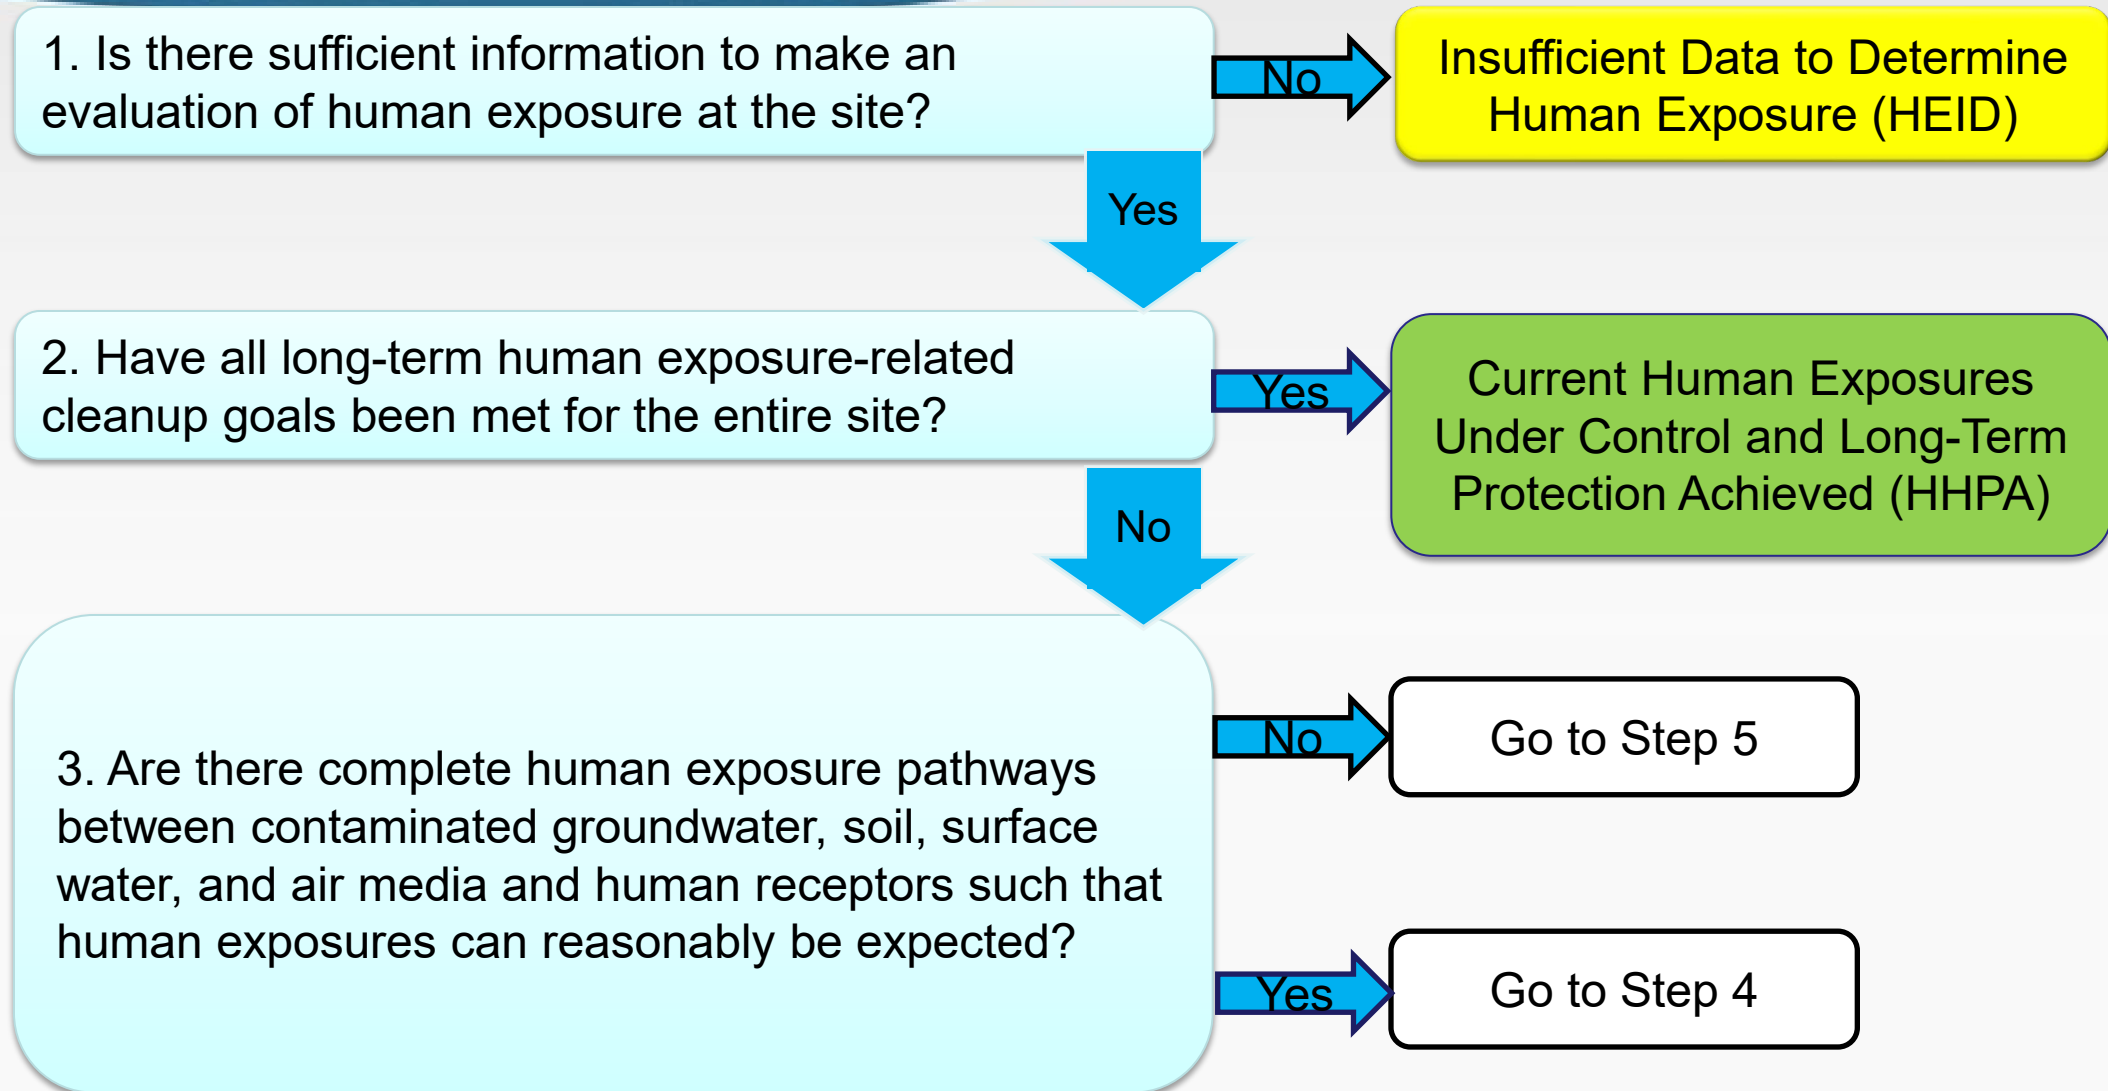 1. Is there sufficient information to make an
evaluation of human exposure at the site?
No
Insufficient Data to Determine
Human Exposure (HEID)
Yes
2. Have all long-term human exposure-related
cleanup goals been met for the entire site?
Yes
Current Human Exposures
Under Control and Long-Term
Protection Achieved (HHPA)
No
3. Are there complete human exposure pathways
between contaminated groundwater, soil, surface
water, and air media and human receptors such that
human exposures can reasonably be expected?
No
Go to Step 5
Yes
Go to Step 4